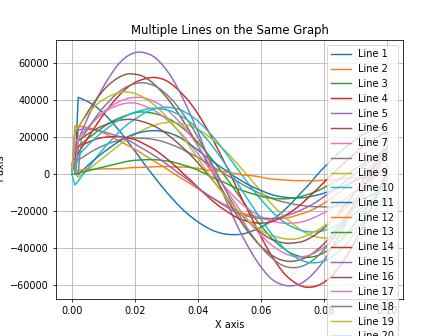 Multiple Lines on the Same Graph
60000
40000
20000
0
−20000
−40000
−60000
0.00
0.02
0.04
0.06
X axis
Line 1
Line 2
Line 3
Line 4
Line 5
Line 6
Line 7
Line 8
Line 9
Line 10
Line 11
Line 12
Line 13
Line 14
Line 15
Line 16
Line 17
Line 18
Line 19
Line 20